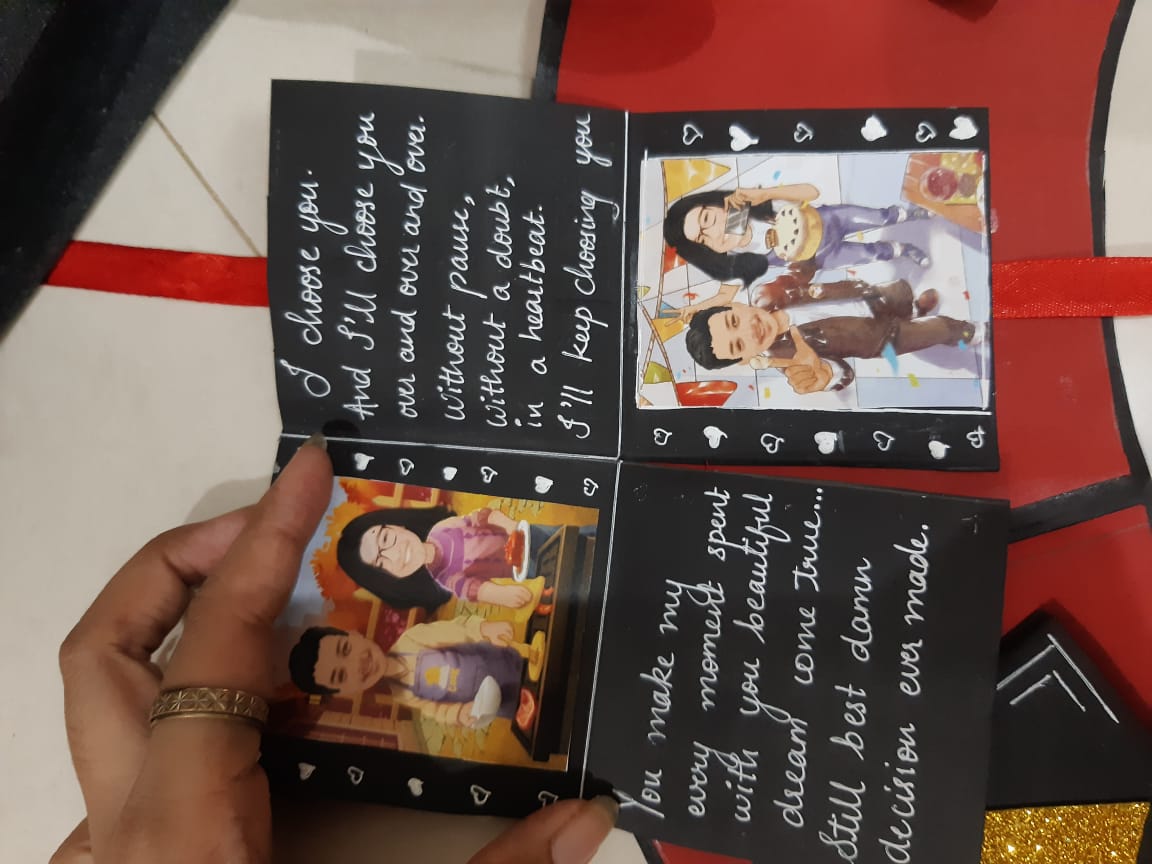 I choose you.
And I'll choose you
over and over and over.
Without pause,
without a doubt,
in a heartbeat.
I'll keep choosing you
You make my
every moment spent
with you beautiful
dream come true...
Still best damn
decision ever made.